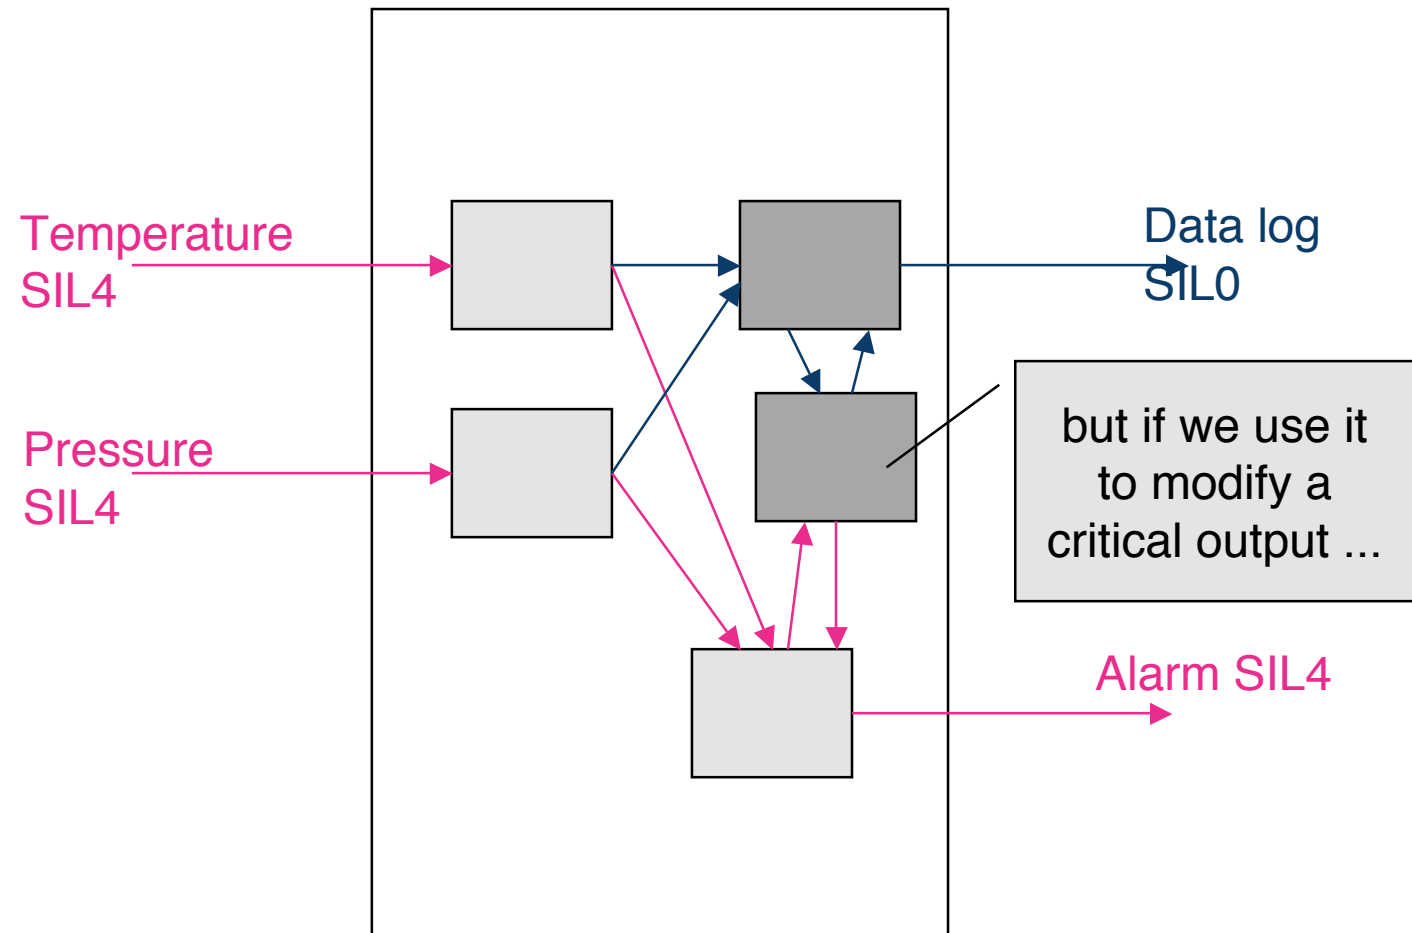 Temperature
SIL4
Data log
SIL0
Pressure
SIL4
but if we use it
to modify a
critical output ...
Alarm SIL4